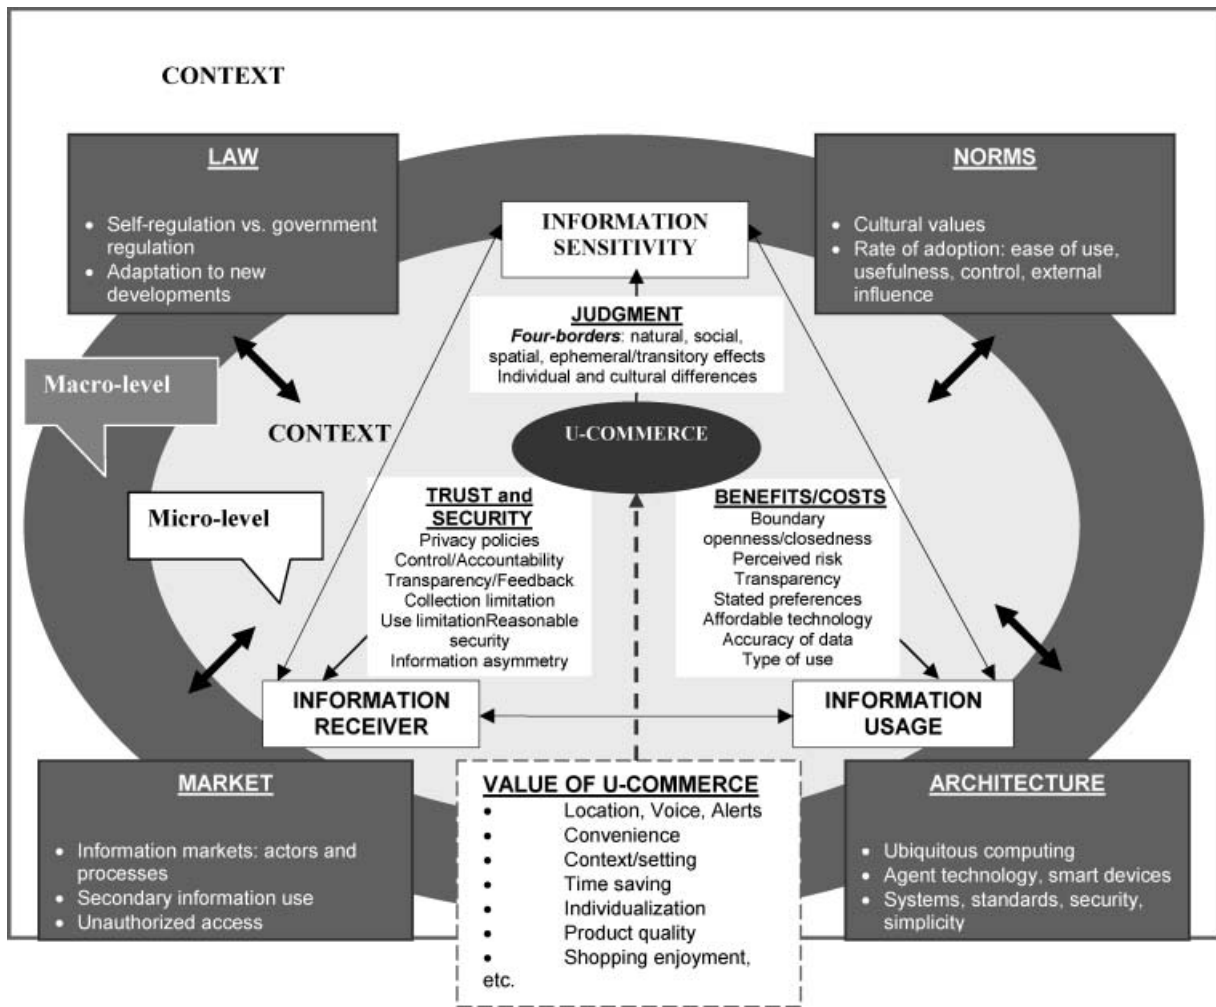 CONTEXT
LAW
• Self-regulation vs. government
regulation
• Adaptation to new
developments
NORMS
• Cultural values
• Rate of adoption: ease of use,
usefulness, control, external
influence
INFORMATION
SENSITIVITY
JUDGMENT
Four-borders: natural, social,
spatial, ephemeral/transitory effects
Individual and cultural differences
Macro-level
CONTEXT
U-COMMERCE
Micro-level
TRUST and
SECURITY
Privacy policies
Control/Accountability
Transparency/Feedback
Collection limitation
Use limitationReasonable
security
Information asymmetry
BENEFITS/COSTS
Boundary
openness/closedness
Perceived risk
Transparency
Stated preferences
Affordable technology
Accuracy of data
Type of use
INFORMATION
RECEIVER
INFORMATION
USAGE
MARKET
• Information markets: actors and
processes
• Secondary information use
• Unauthorized access
VALUE OF U-COMMERCE
• Location, Voice, Alerts
• Convenience
• Context/setting
• Time saving
• Individualization
• Product quality
• Shopping enjoyment,
etc.
ARCHITECTURE
• Ubiquitous computing
• Agent technology, smart devices
• Systems, standards, security,
simplicity